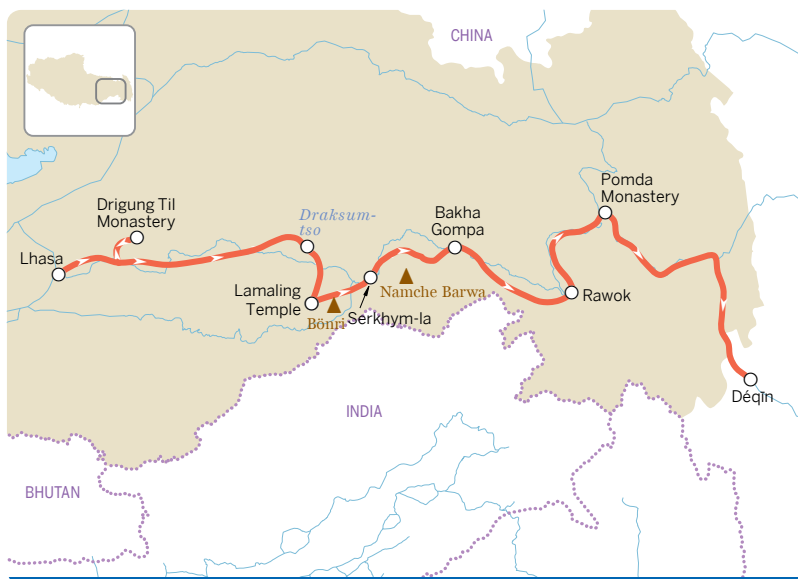 CHINA
Pomda
Monastery
Drigung Til
Monastery
Draksum-
tso
Bakha
Gompa
Lhasa
Lamaling
Temple
Namche Barwa
Rawok
Bönri
Serkhym-la
Déqīn
INDIA
BHUTAN